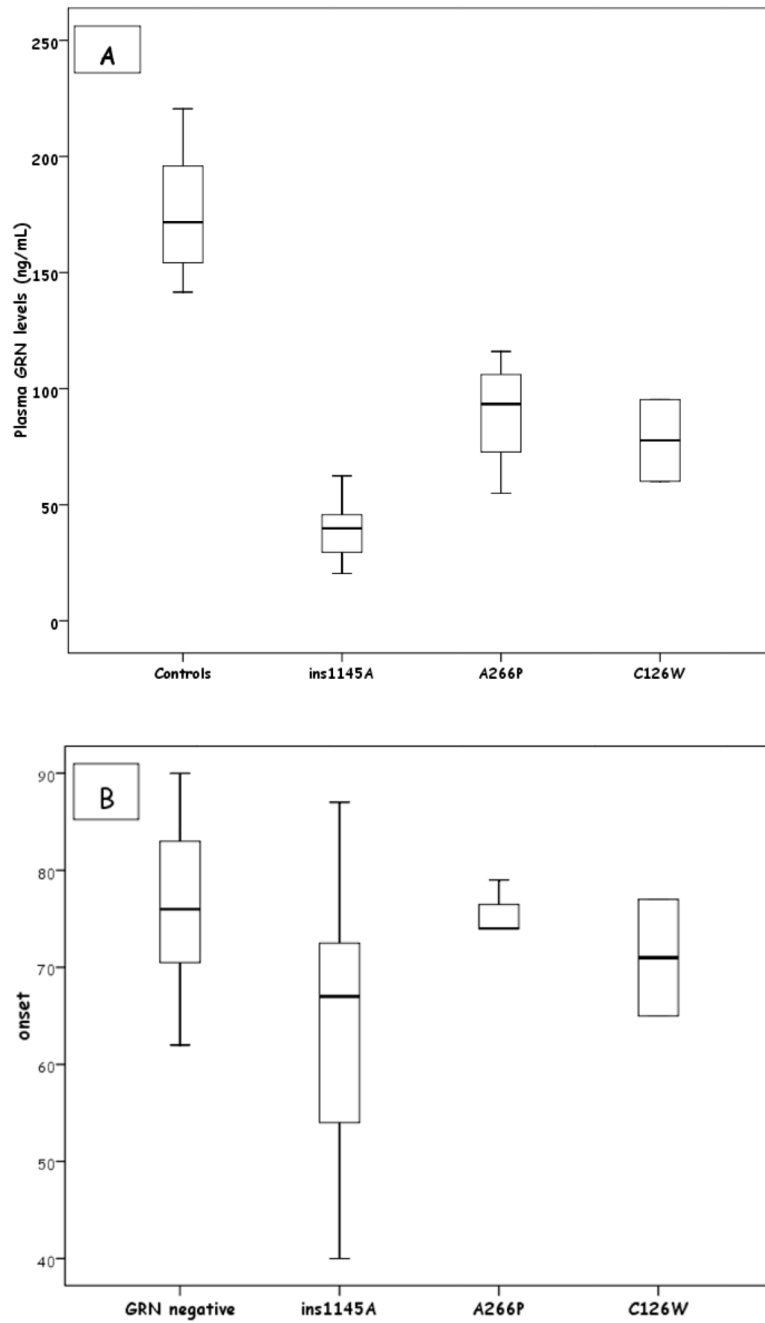 A
250
200
150
100
50
0
Plasma GRN levels (ng/mL)
Controls ins1145A A266P C126W
B
90
80
70
60
50
40
onset
GRN negative ins1145A A266P C126W